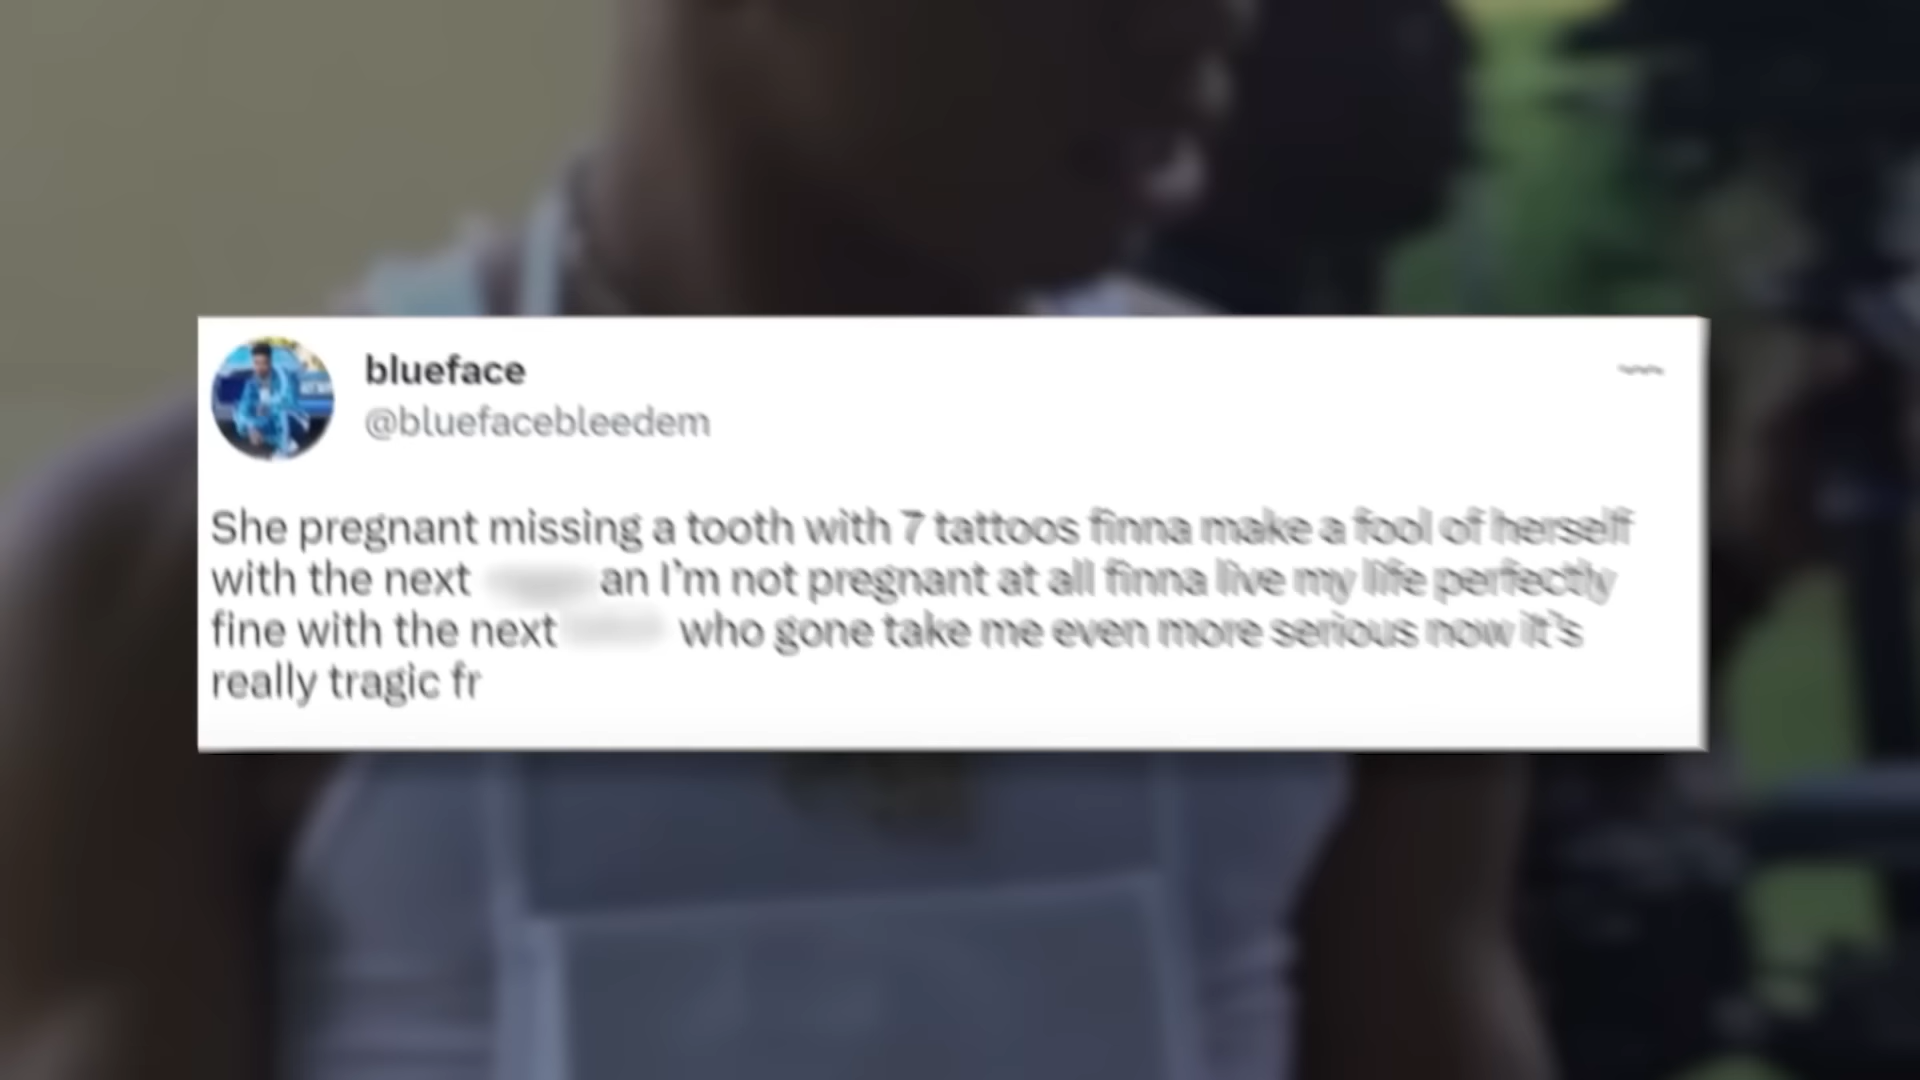 blueface
@bluefacebleedem
She pregnant missing a tooth with 7 tattoos finna make a fool of herself
with the next an I'm not pregnant at all finna live my life perfectly
fine with the next who gone take me even more serious now it's
really tragic fr